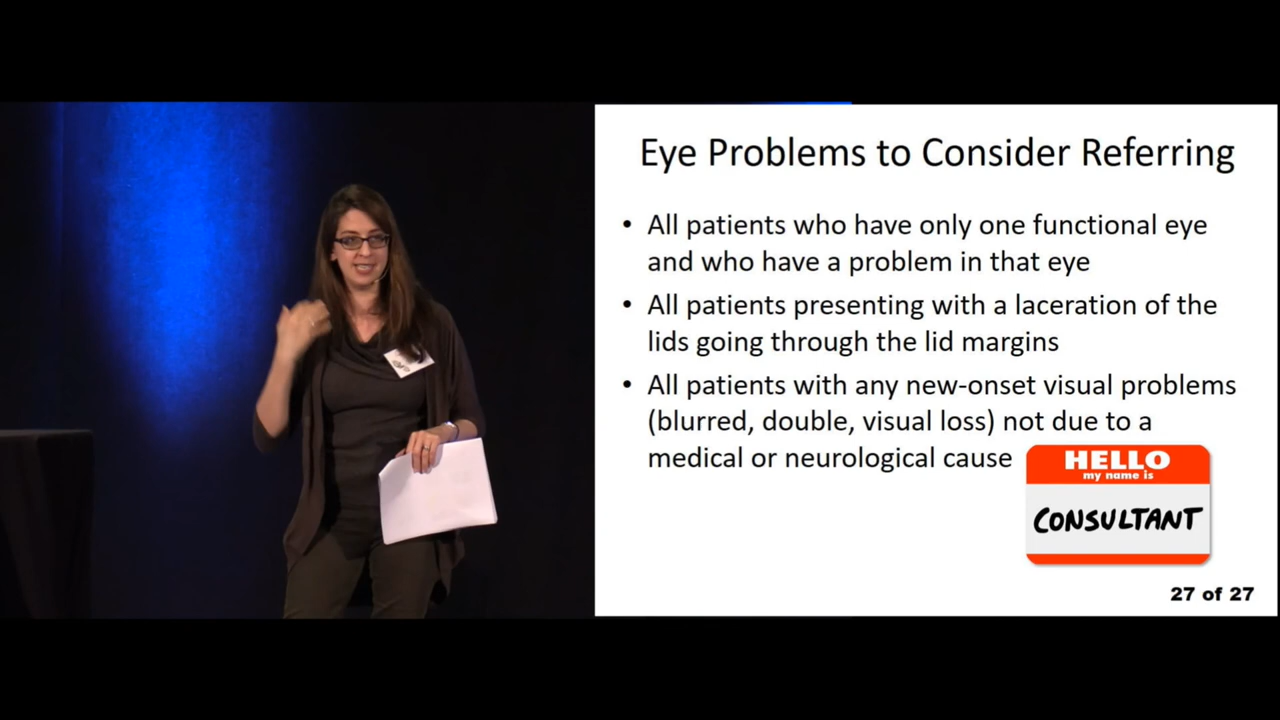 Eye Problems to Consider Referring
• All patients who have only one functional eye
and who have a problem in that eye
• All patients presenting with a laceration of the
lids going through the lid margins
• All patients with any new-onset visual problems
(blurred, double, visual loss) not due to a
medical or neurological cause
HELLO
my name is
CONSULTANT
27 of 27